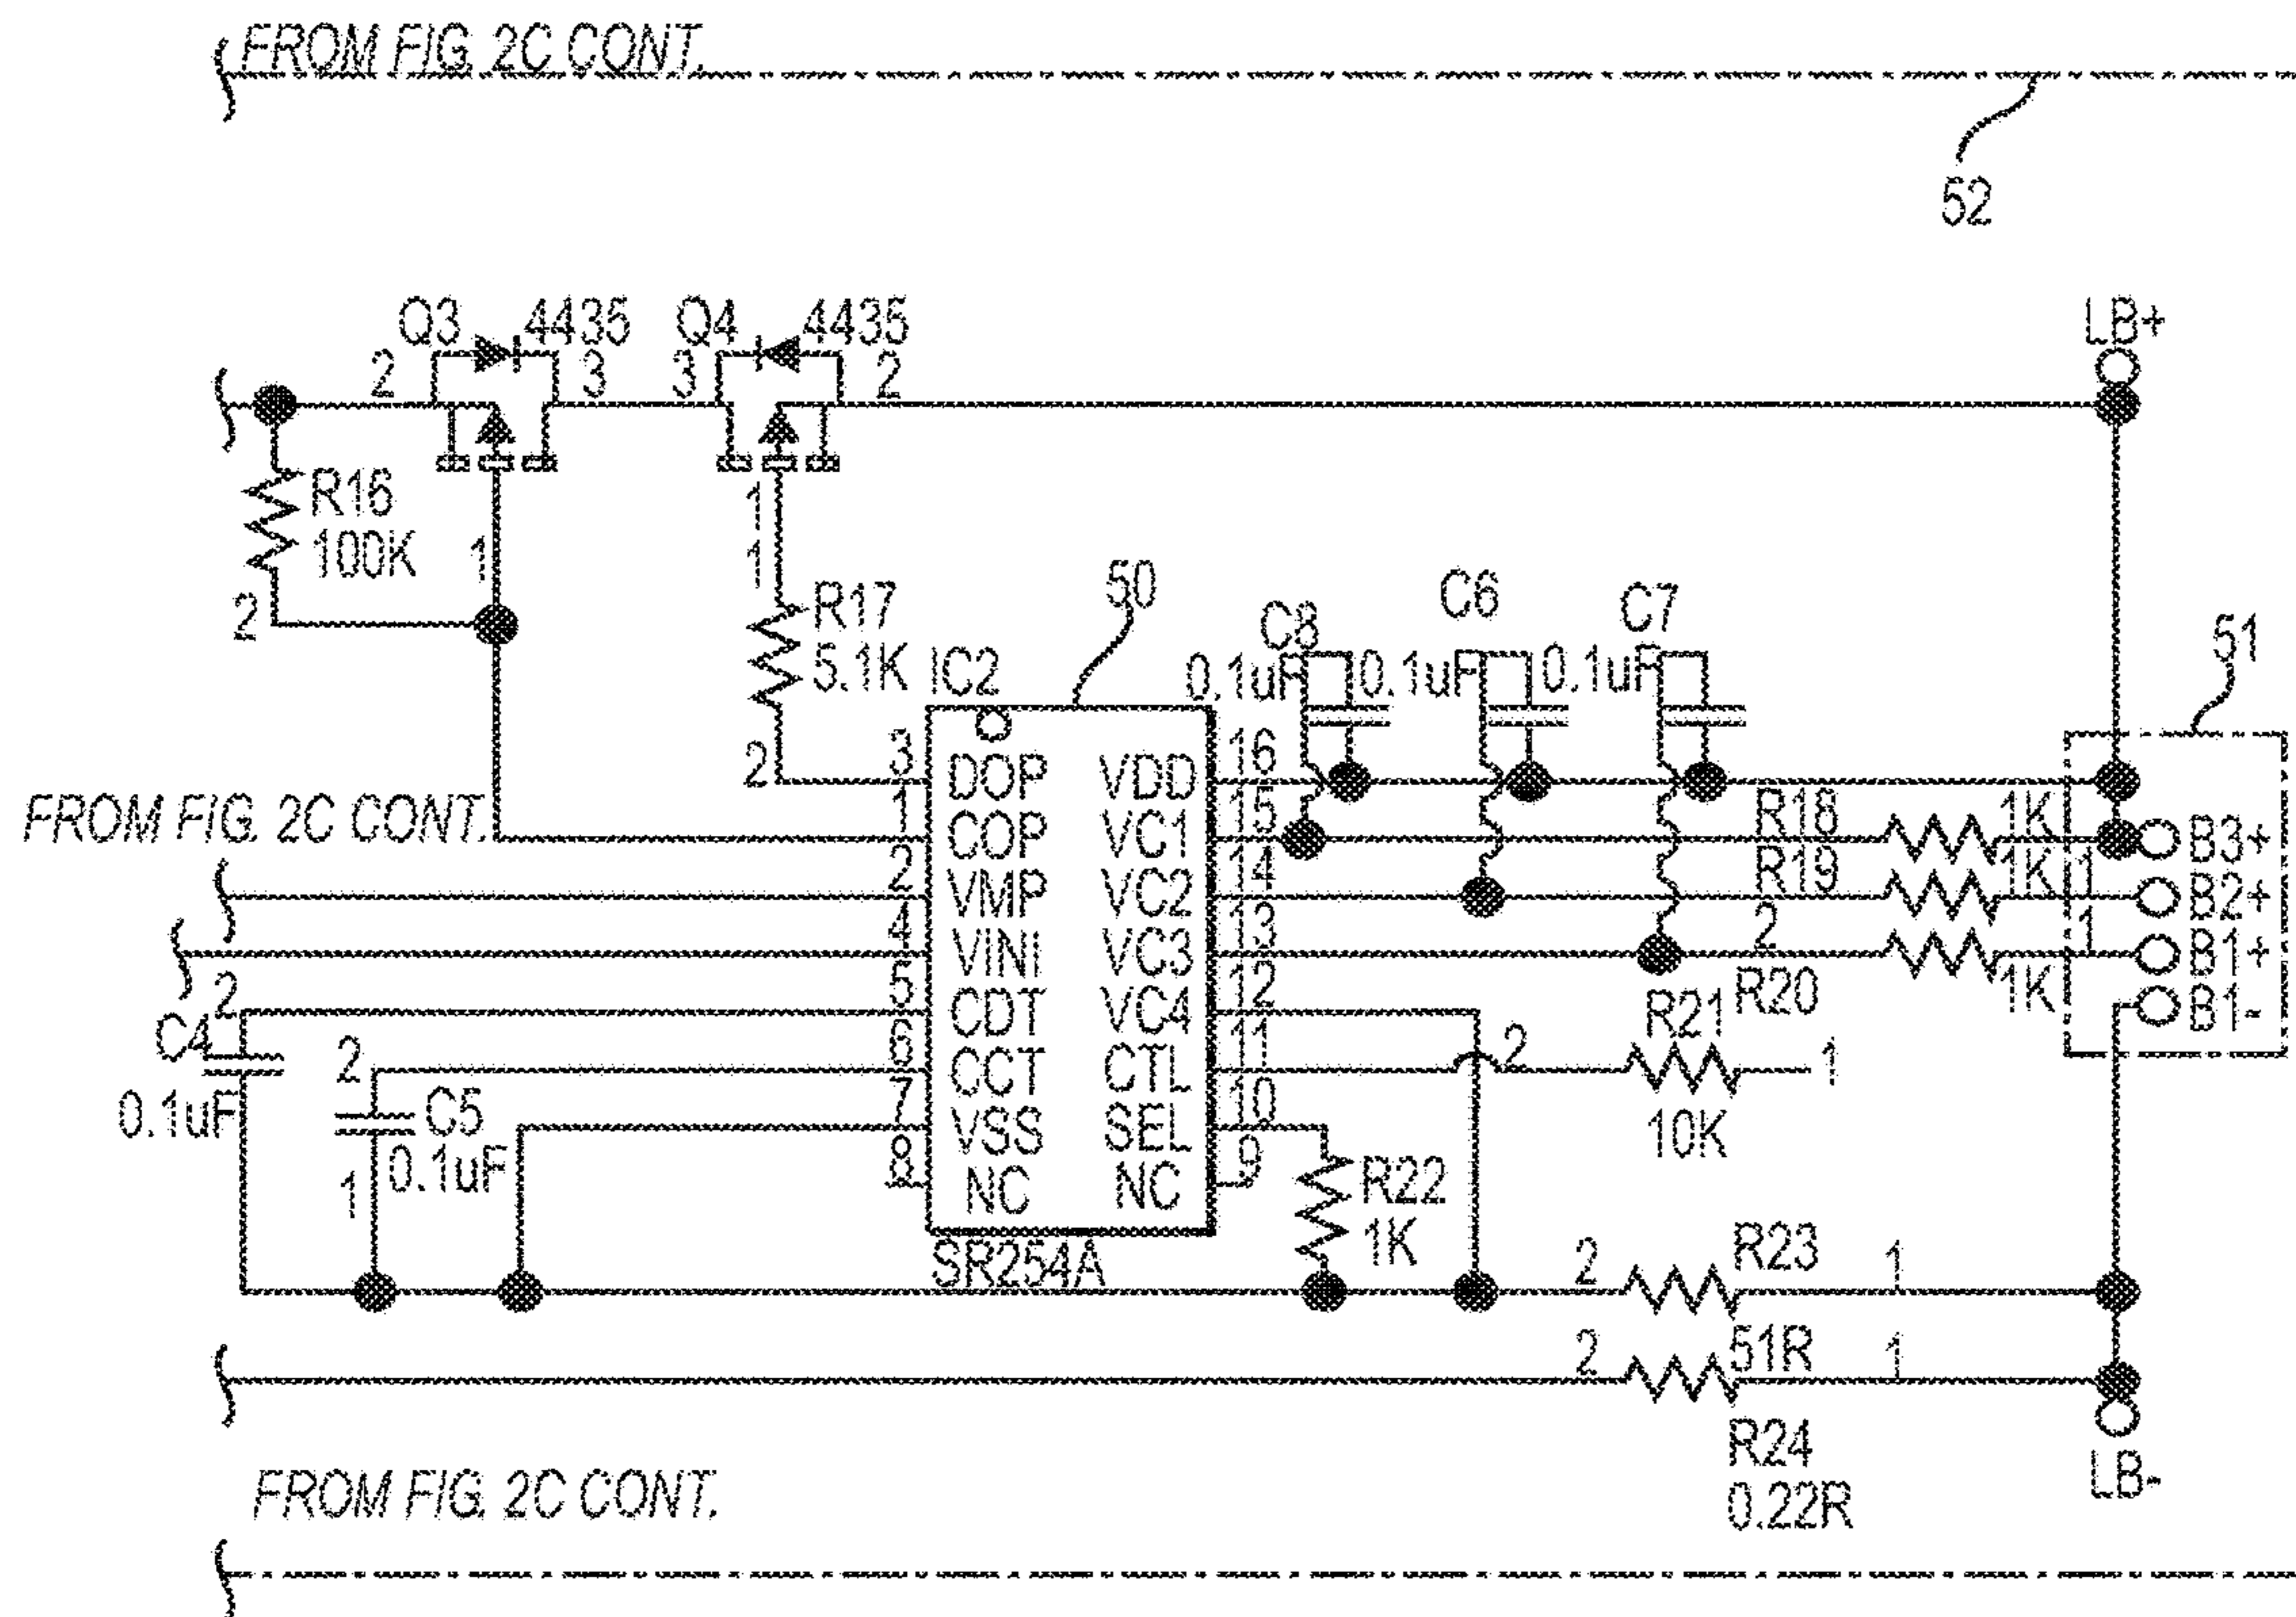 FROM FIG. 2C CONT.
52
LB+
Q3 4435 Q4 4435
2 3 3 2
R16
100K
1
1
1
2
R17
5.1K
2
IC2
50
C8
0.1uF
C6
0.1uF
C7
0.1uF
51
FROM FIG. 2C CONT.
3 DOP VDD 16
1 COP VC1 15
2 VMP VC2 14
4 VINI VC3 13
5 CDT VC4 12
6 CCT CTL 11
7 VSS SEL 10
8 NC NC 9
SR254A
R18 1K B3+
R19 1K 1 B2+
2 1 B1+
R20 1K B1-
2 R21 1
10K
2
C4
0.1uF
2
C5
0.1uF
1
R22
1K
2 R23 1
51R
2 1
R24
0.22R
LB-
FROM FIG. 2C CONT.